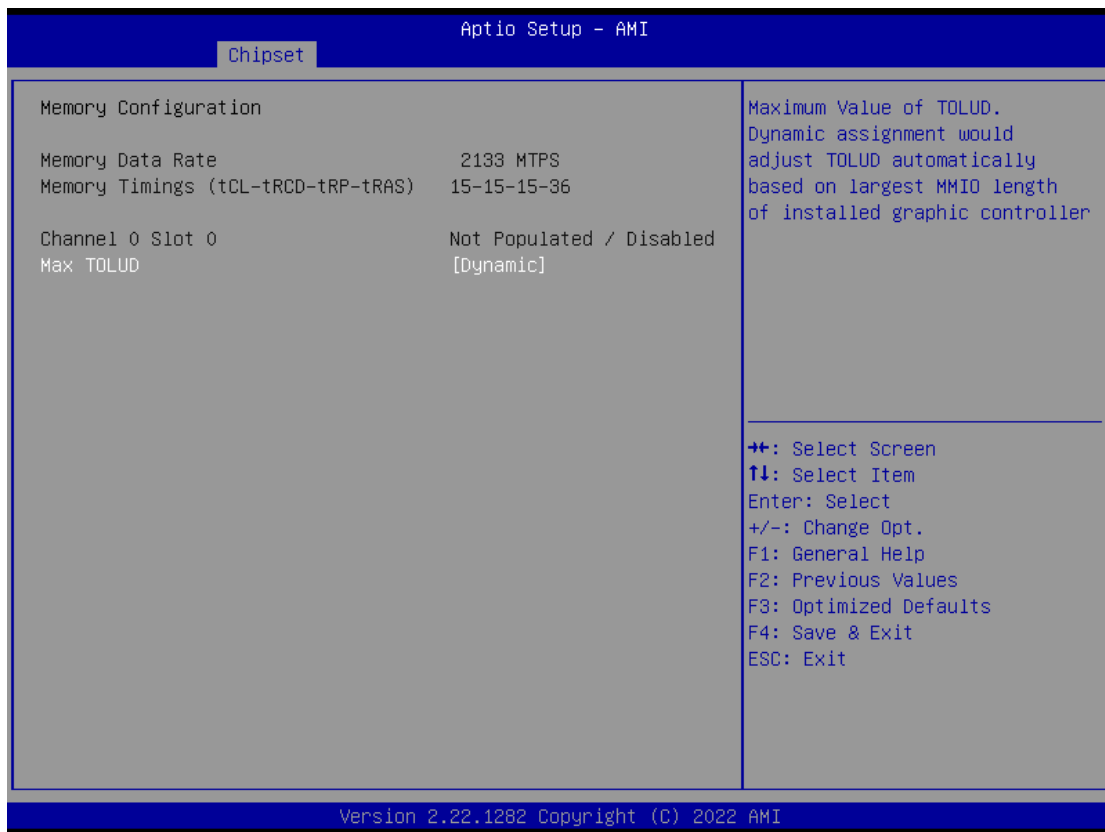 Aptio Setup – AMI
Chipset
Memory Configuration
Memory Data Rate 2133 MTPS
Memory Timings (tCL-tRCD-tRP-tRAS) 15-15-15-36
Channel 0 Slot 0 Not Populated / Disabled
Max TOLUD [Dynamic]
Maximum Value of TOLUD.
Dynamic assignment would
adjust TOLUD automatically
based on largest MMIO length
of installed graphic controller
→←: Select Screen
↑↓: Select Item
Enter: Select
+/-: Change Opt.
F1: General Help
F2: Previous Values
F3: Optimized Defaults
F4: Save & Exit
ESC: Exit
Version 2.22.1282 Copyright (C) 2022 AMI